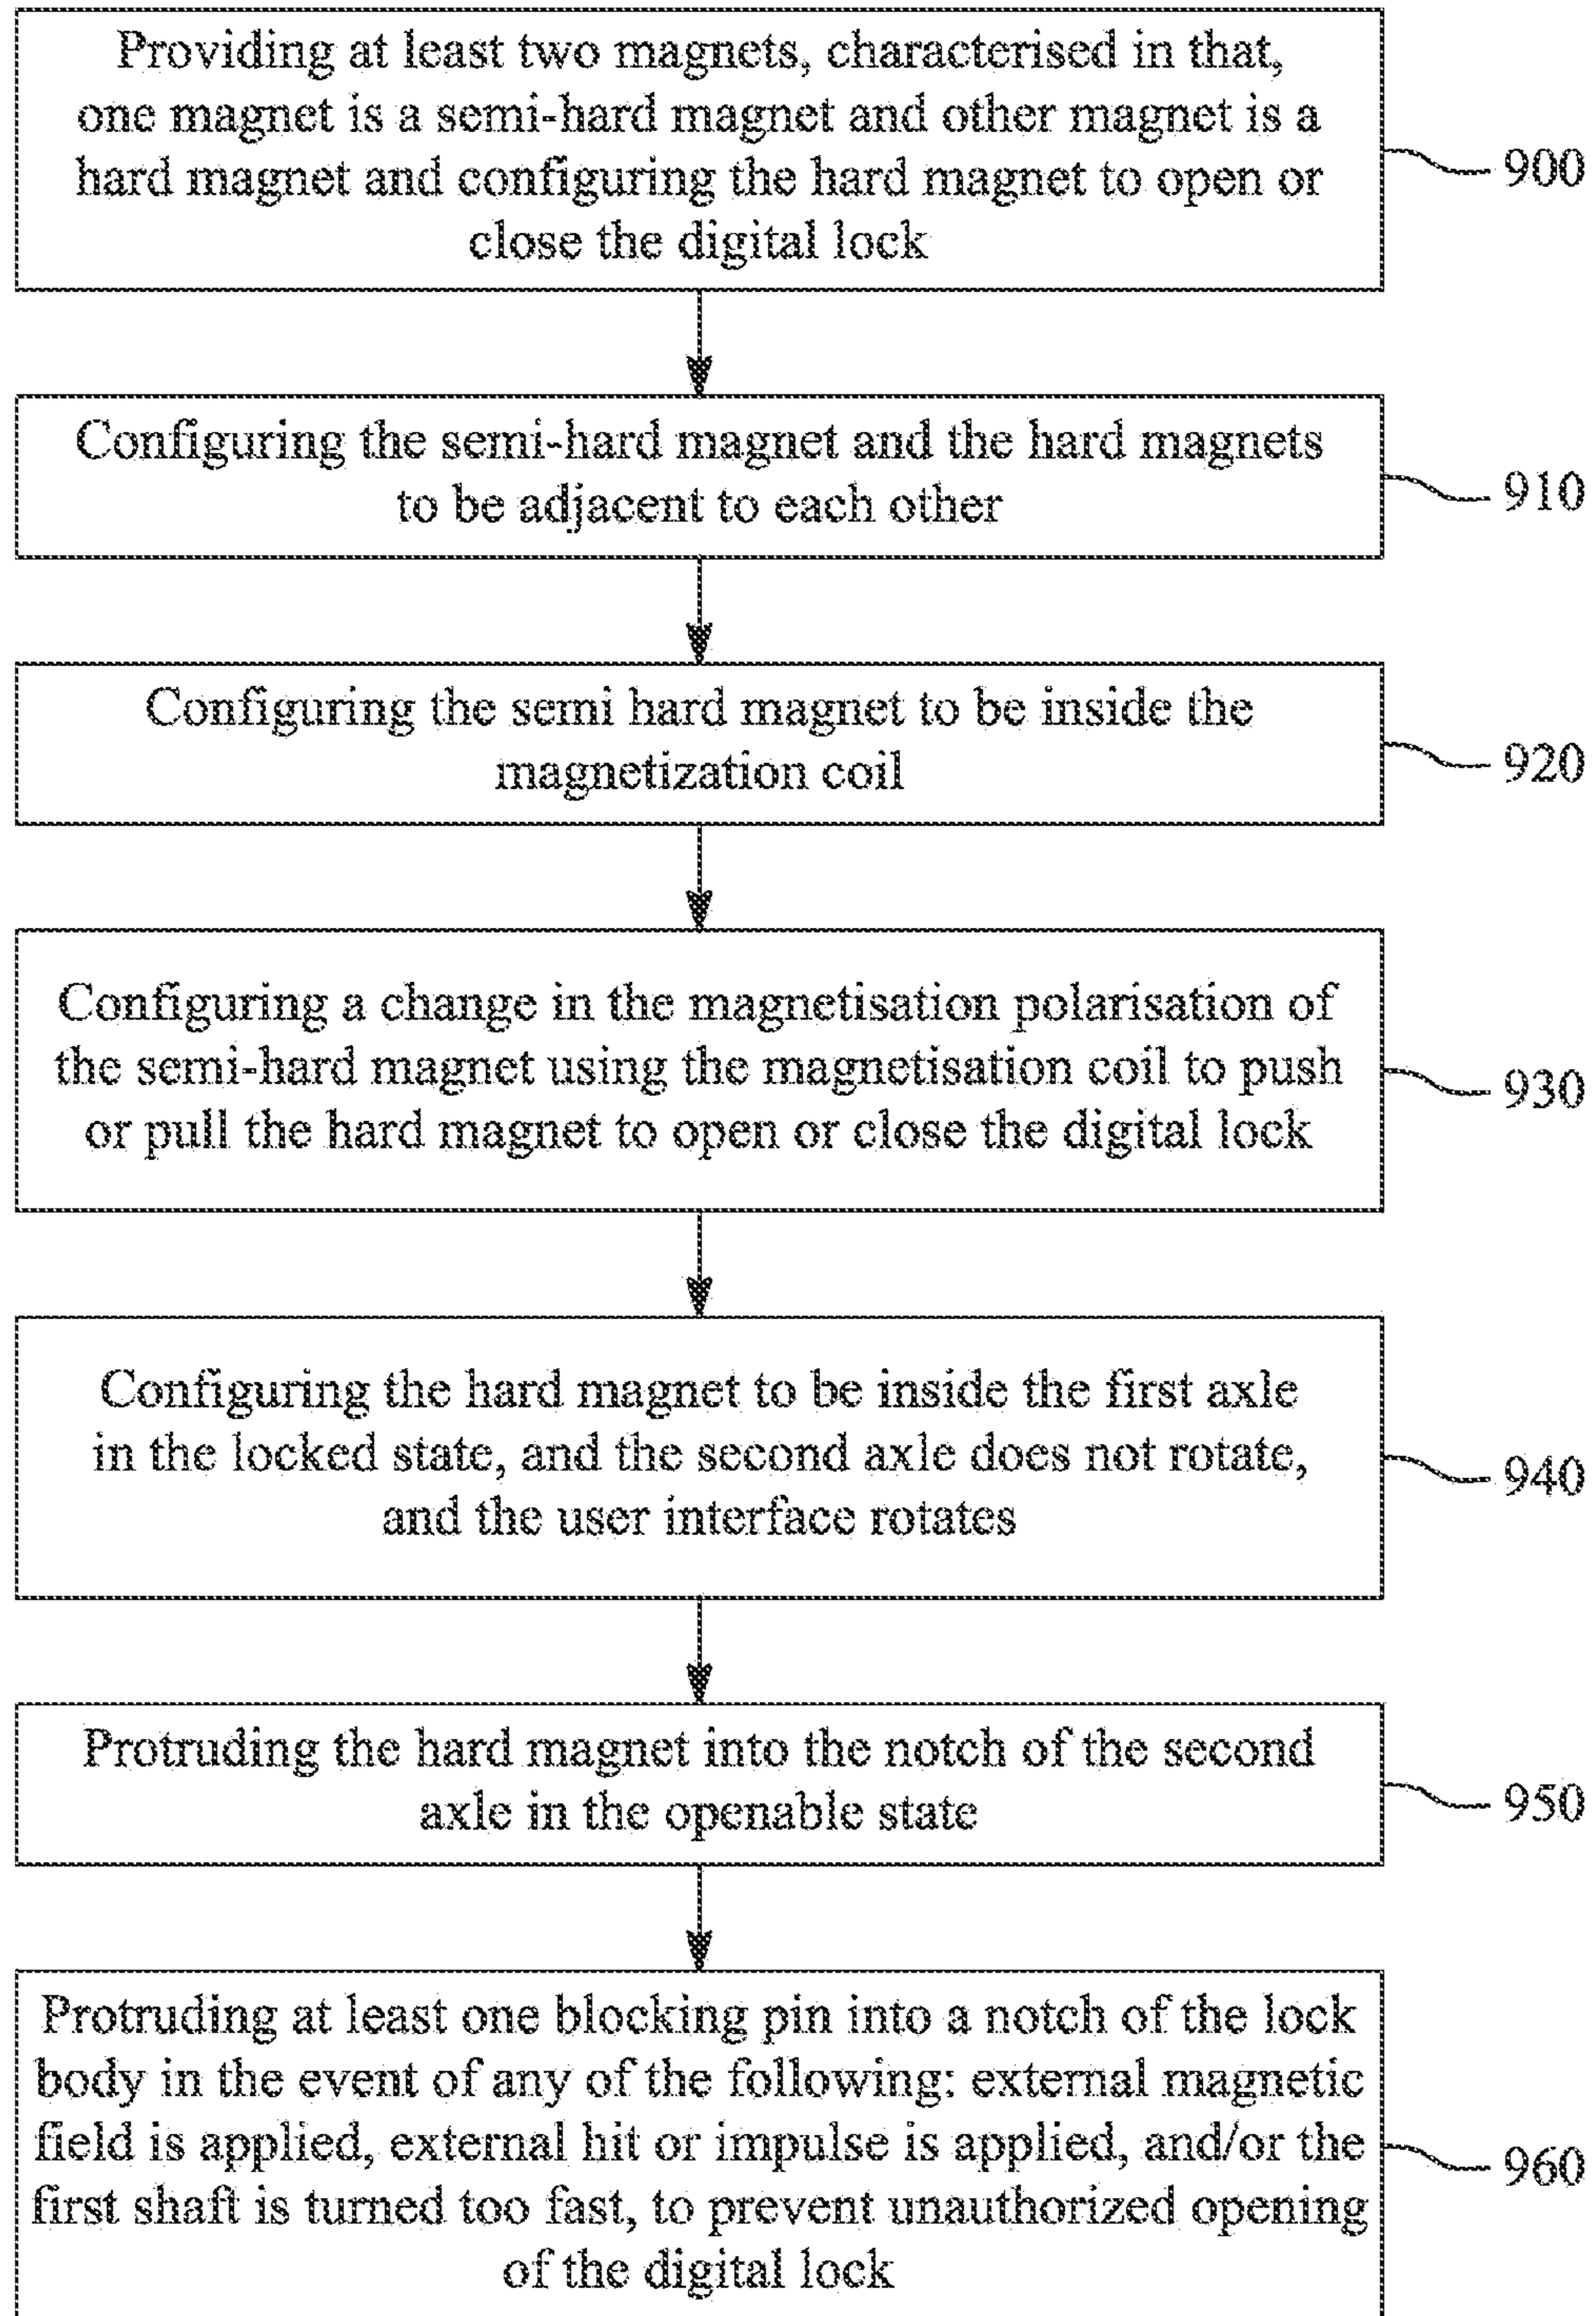 Providing at least two magnets, characterised in that,
one magnet is a semi-hard magnet and other magnet is a
hard magnet and configuring the hard magnet to open or
close the digital lock
900
Configuring the semi-hard magnet and the hard magnets
to be adjacent to each other
910
Configuring the semi hard magnet to be inside the
magnetization coil
920
Configuring a change in the magnetisation polarisation of
the semi-hard magnet using the magnetisation coil to push
or pull the hard magnet to open or close the digital lock
930
Configuring the hard magnet to be inside the first axle
in the locked state, and the second axle does not rotate,
and the user interface rotates
940
Protruding the hard magnet into the notch of the second
axle in the openable state
950
Protruding at least one blocking pin into a notch of the lock
body in the event of any of the following: external magnetic
field is applied, external hit or impulse is applied, and/or the
first shaft is turned too fast, to prevent unauthorized opening
of the digital lock
960